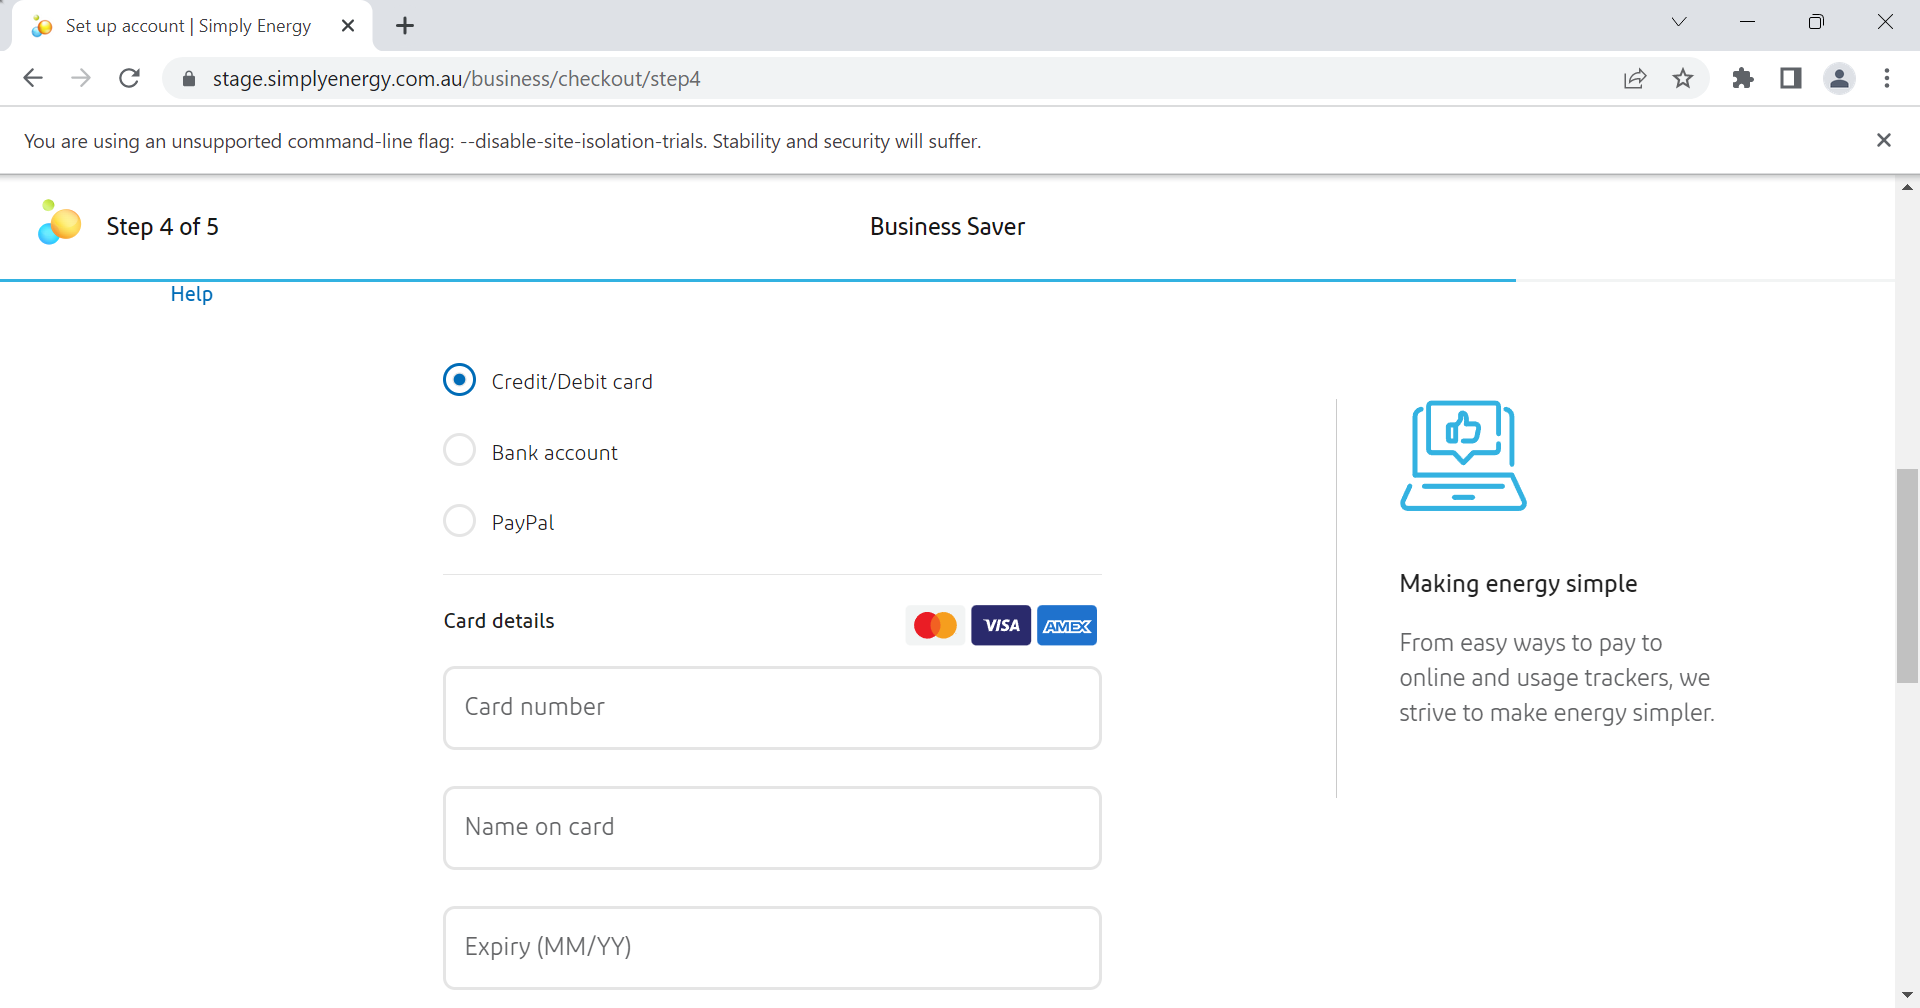 Set up account | Simply Energy
stage.simplyenergy.com.au/business/checkout/step4
You are using an unsupported command-line flag: --disable-site-isolation-trials. Stability and security will suffer.
Step 4 of 5
Business Saver
Help
Credit/Debit card
Bank account
PayPal
Card details
VISA
AMEX
Card number
Name on card
Expiry (MM/YY)
Making energy simple
From easy ways to pay to
online and usage trackers, we
strive to make energy simpler.